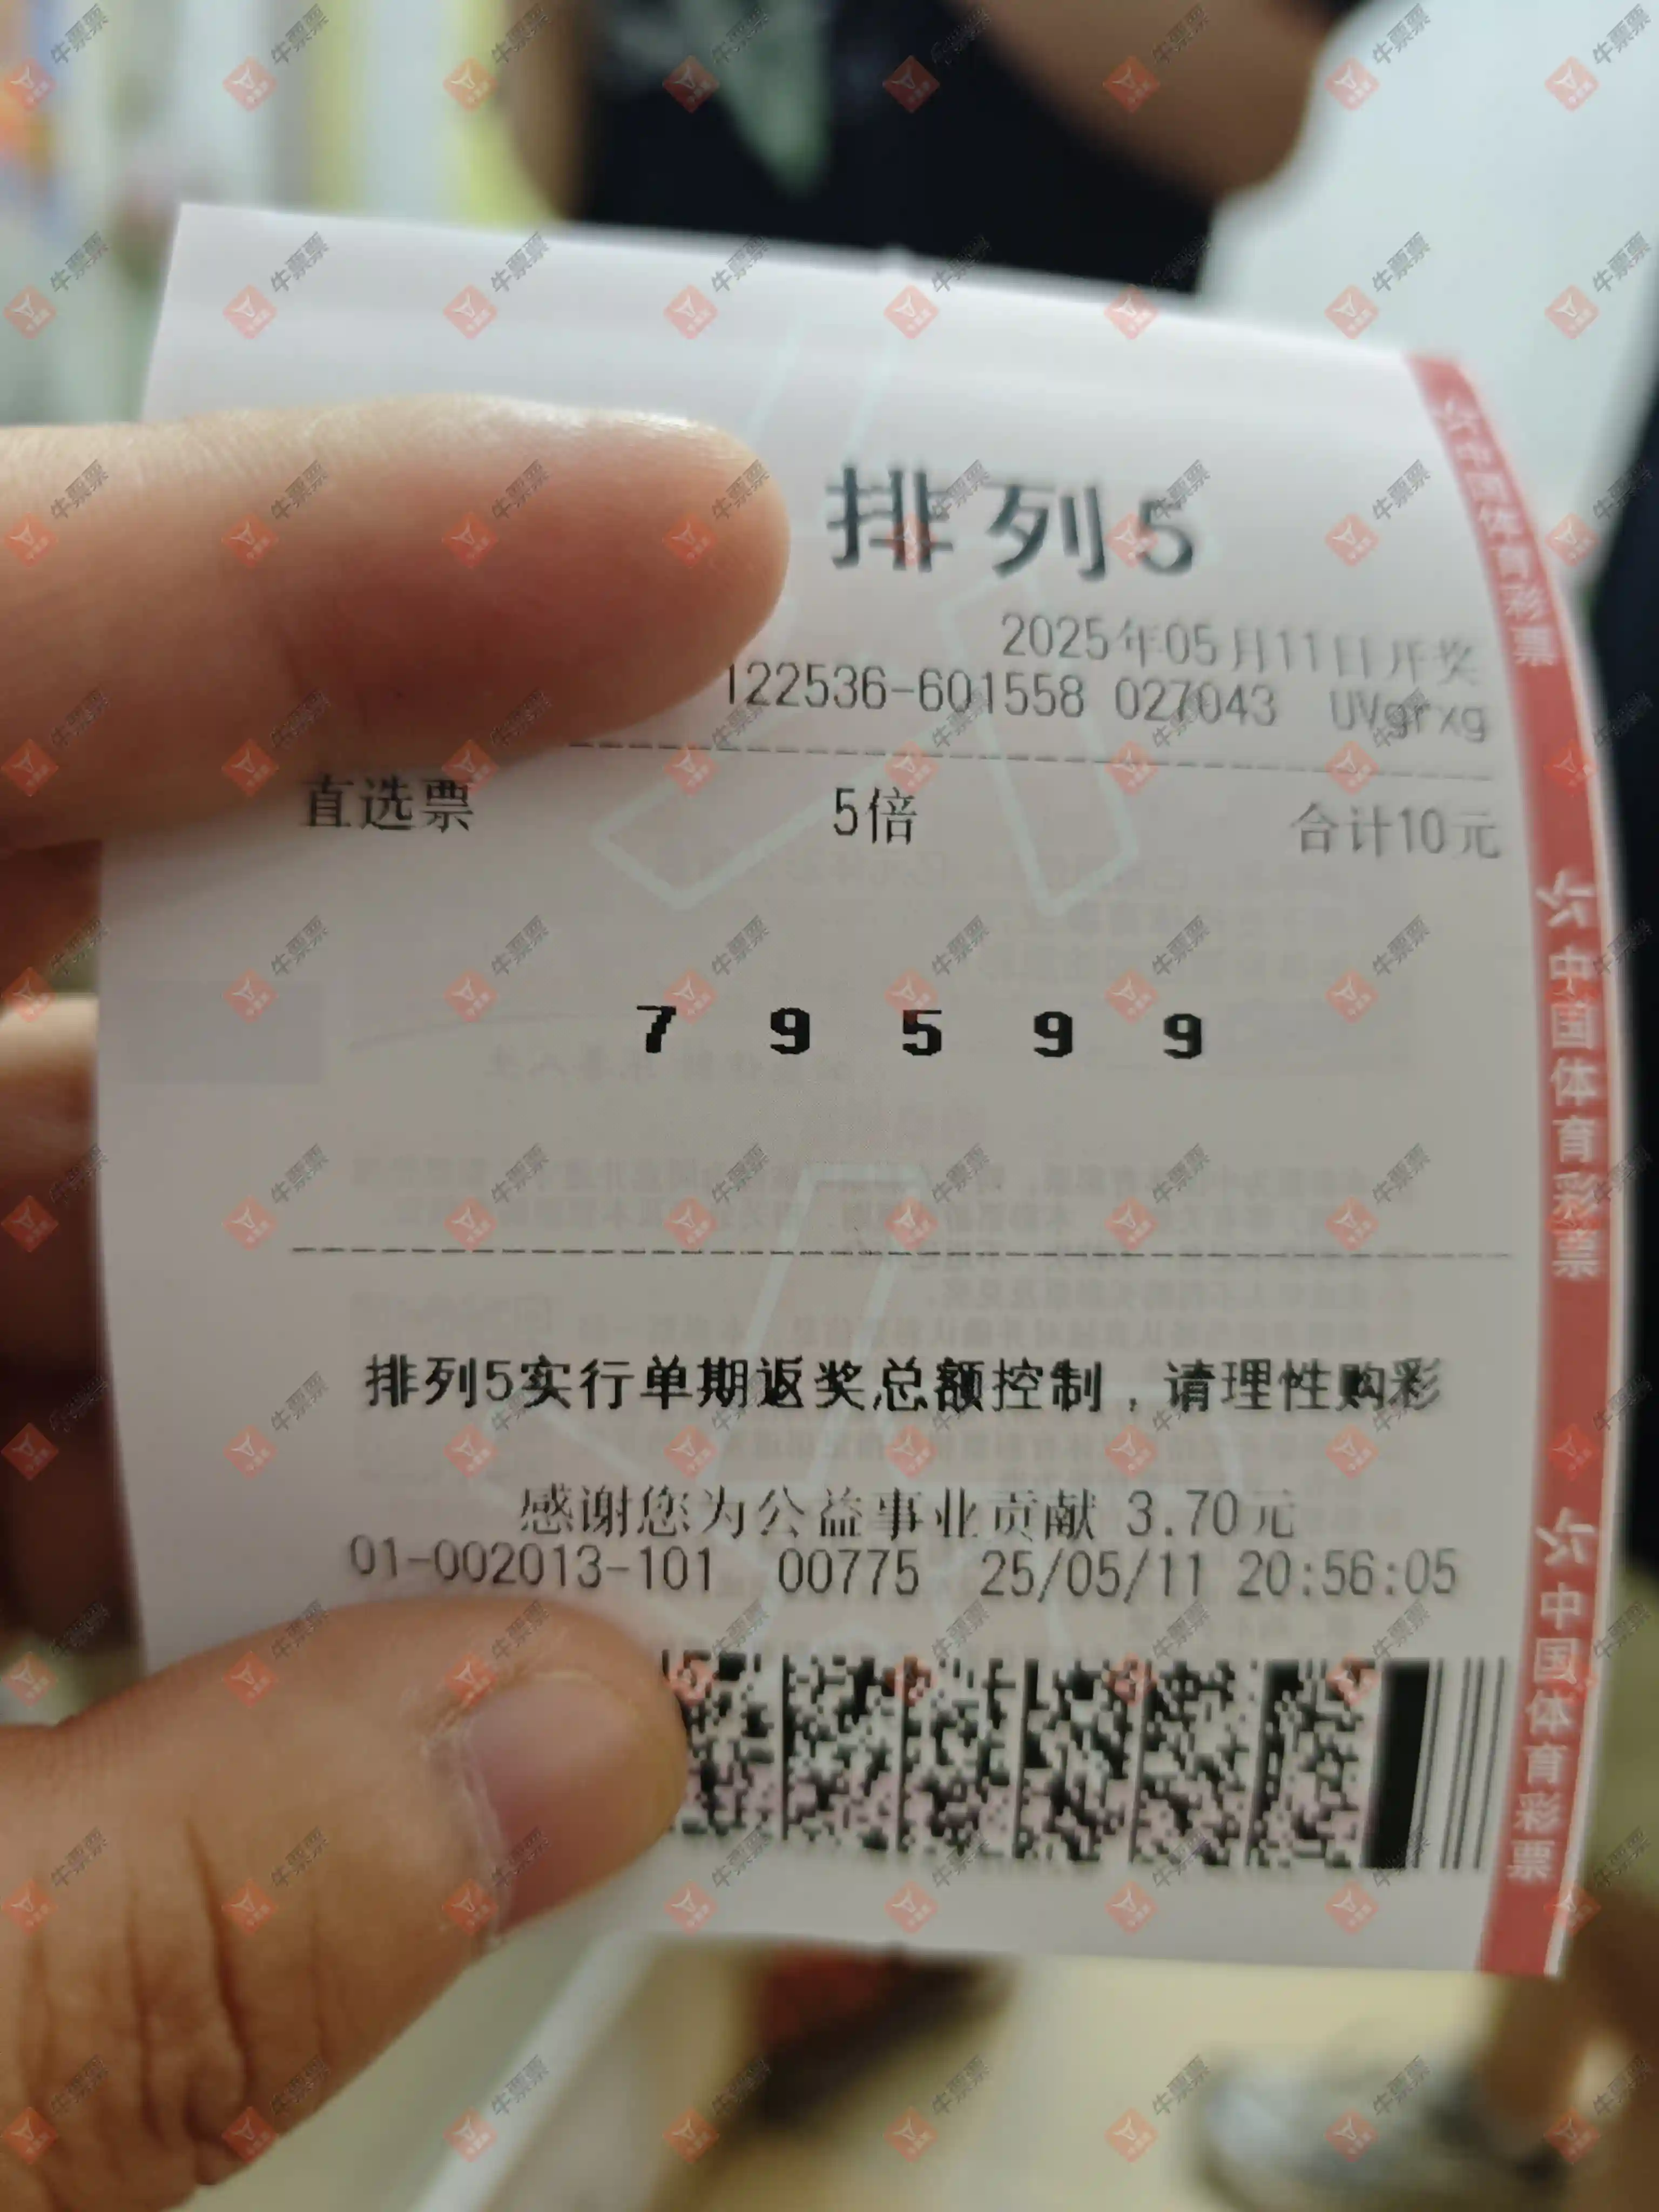 排列5
2025年05月11日开奖
122536-601558 027043 UVgrxg
直选票 5倍 合计10元
7 9 5 9 9
排列5实行单期返奖总额控制，请理性购彩
感谢您为公益事业贡献 3.70元
01-002013-101 00775 25/05/11 20:56:05
中国体育彩票
中国体育彩票
中国体育彩票
牛票票